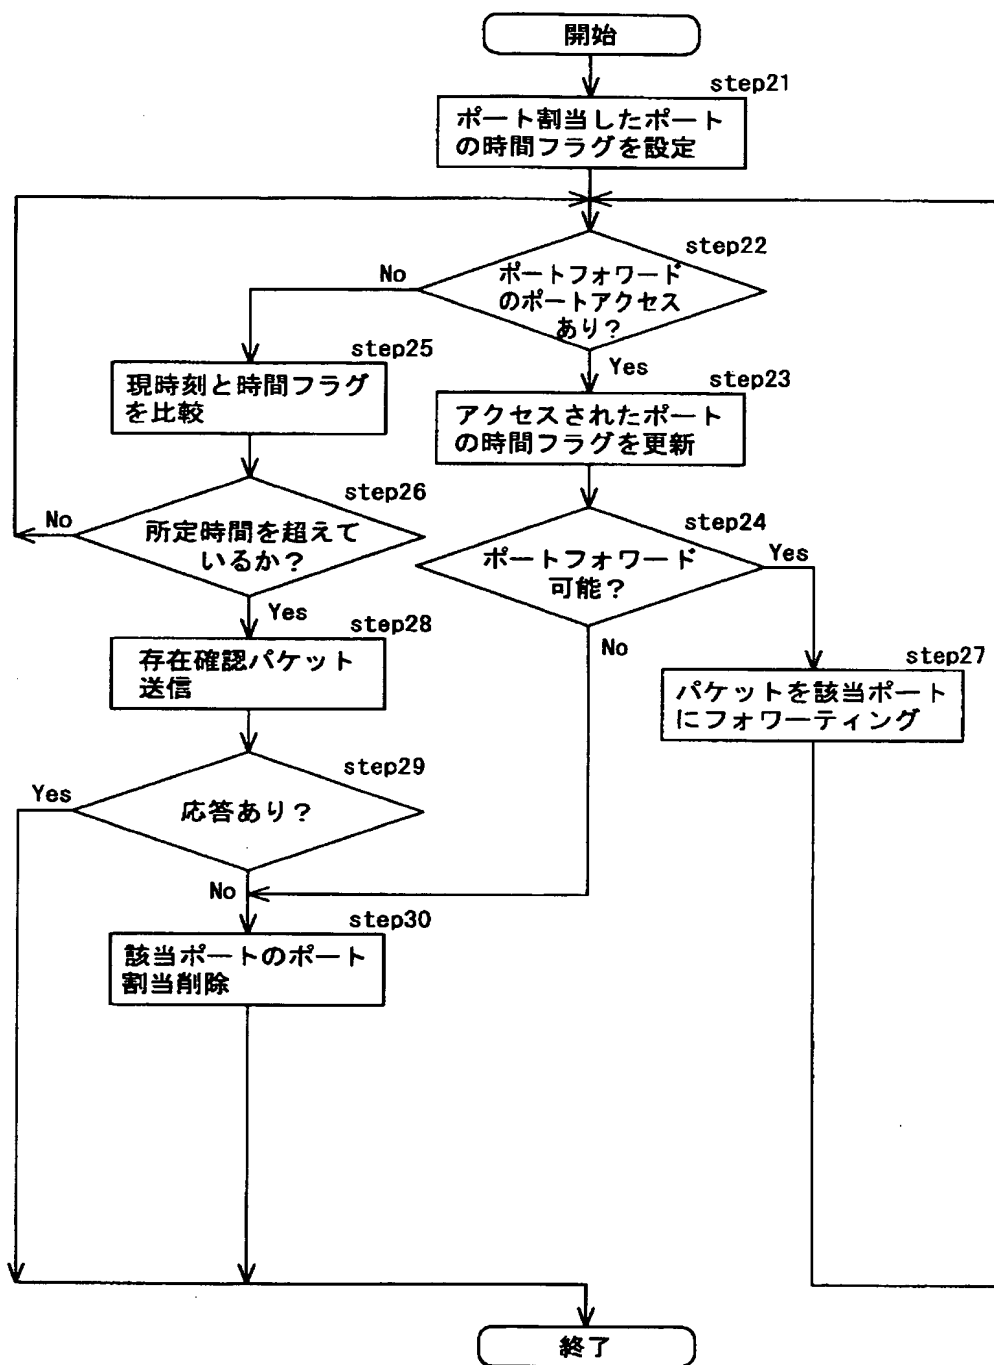 開始
step21
ポート割当したポート
の時間フラグを設定
step22
ポートフォワード
のポートアクセス
あり?
No
Yes
step25
現時刻と時間フラグ
を比較
step23
アクセスされたポート
の時間フラグを更新
step26
所定時間を超えて
いるか?
No
Yes
step24
ポートフォワード
可能?
Yes
No
step28
存在確認パケット
送信
step27
パケットを該当ポート
にフォワーティング
step29
応答あり?
Yes
No
step30
該当ポートのポート
割当削除
終了